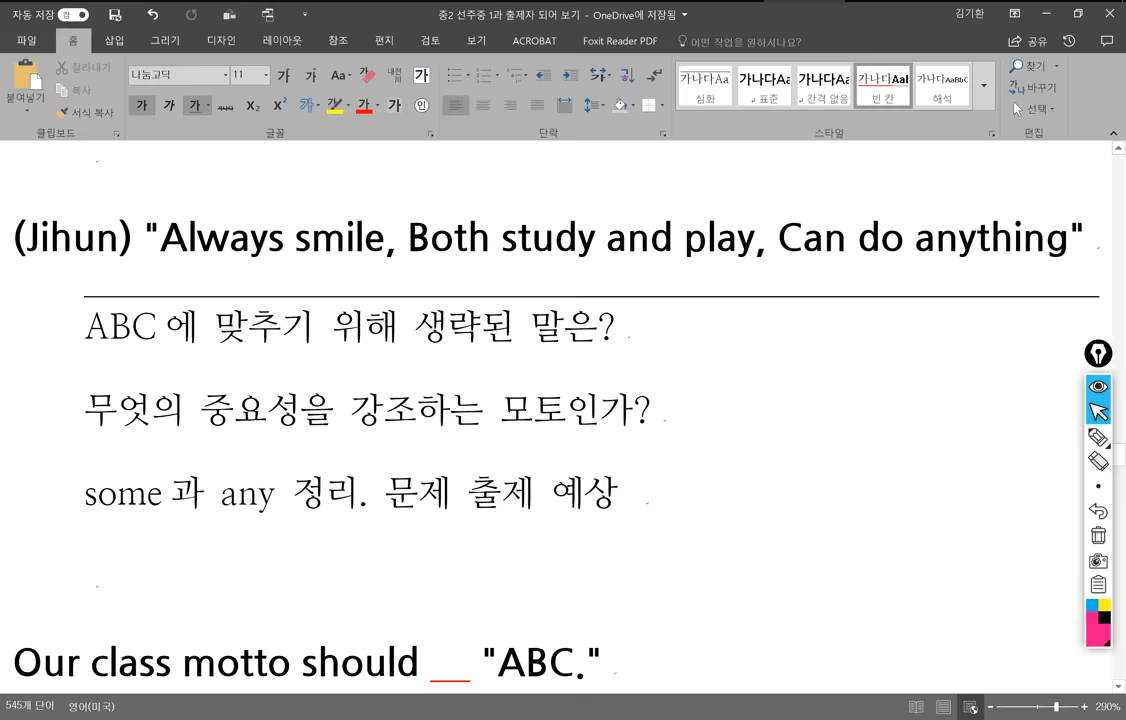 자동 저장 켬 중2 선주중 1과 출제자 되어 보기 - OneDrive에 저장됨 김기환
파일 홈 삽입 그리기 디자인 레이아웃 참조 편지 검토 보기 ACROBAT Foxit Reader PDF 어떤 작업을 원하시나요? 공유
붙여넣기 잘라내기 복사 서식 복사
나눔고딕 11
가나다Aa 심화 가나다Aa 표준 가나다Aa 간격 없음 가나다Aal 빈 칸 가나다AaBbC 해석
찾기 바꾸기 선택
클립보드 글꼴 단락 스타일 편집
(Jihun) "Always smile, Both study and play, Can do anything"
ABC에 맞추기 위해 생략된 말은?
무엇의 중요성을 강조하는 모토인가?
some과 any 정리. 문제 출제 예상
Our class motto should __ "ABC."
545개 단어 영어(미국) 290%